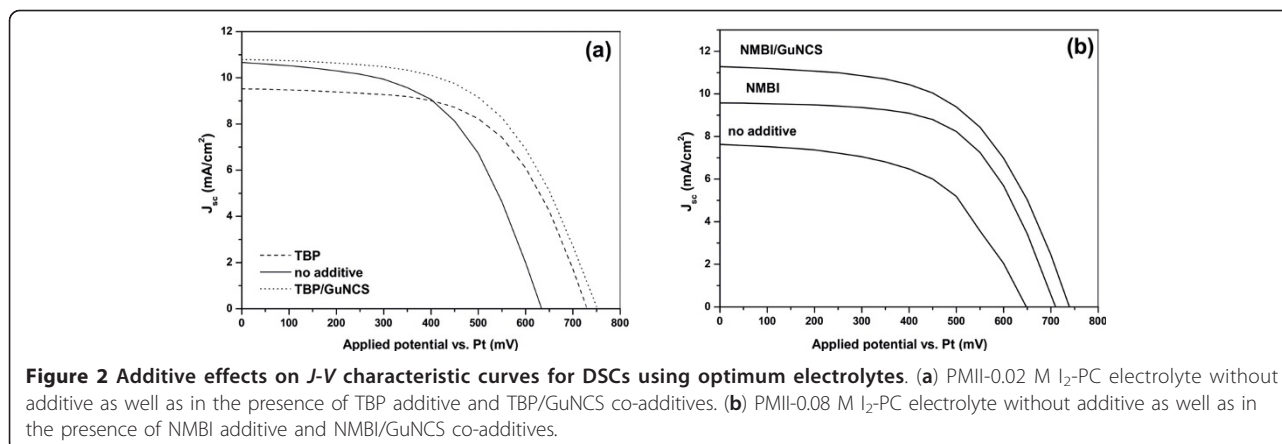 12
10
8
6
4
2
0
J_sc (mA/cm²)
(a)
TBP
no additive
TBP/GuNCS
0 100 200 300 400 500 600 700 800
Applied potential vs. Pt (mV)
12
10
8
6
4
2
0
J_sc (mA/cm²)
(b)
NMBI/GuNCS
NMBI
no additive
0 100 200 300 400 500 600 700 800
Applied potential vs. Pt (mV)
Figure 2 Additive effects on J-V characteristic curves for DSCs using optimum electrolytes. (a) PMII-0.02 M I₂-PC electrolyte without
additive as well as in the presence of TBP additive and TBP/GuNCS co-additives. (b) PMII-0.08 M I₂-PC electrolyte without additive as well as in
the presence of NMBI additive and NMBI/GuNCS co-additives.